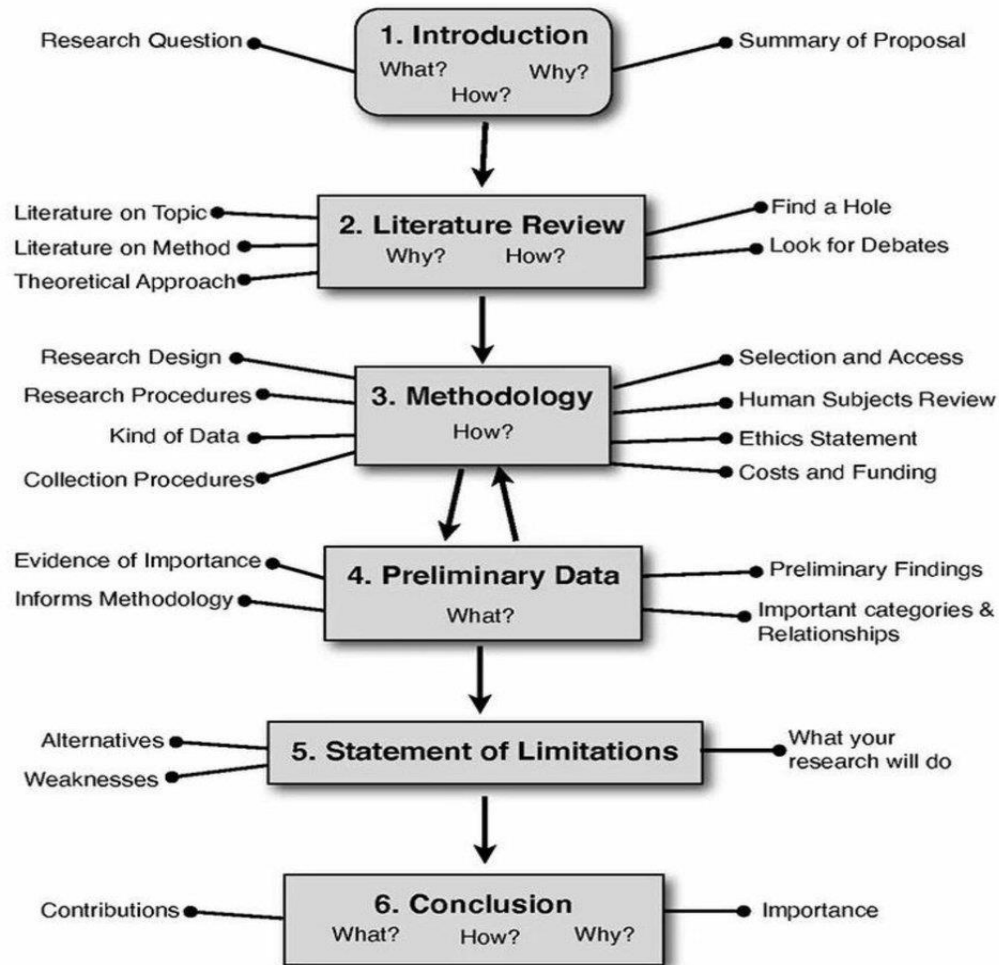 1. Introduction
What? Why?
How?
Research Question
Summary of Proposal
2. Literature Review
Why? How?
Literature on Topic
Literature on Method
Theoretical Approach
Find a Hole
Look for Debates
3. Methodology
How?
Research Design
Research Procedures
Kind of Data
Collection Procedures
Selection and Access
Human Subjects Review
Ethics Statement
Costs and Funding
4. Preliminary Data
What?
Evidence of Importance
Informs Methodology
Preliminary Findings
Important categories &
Relationships
5. Statement of Limitations
Alternatives
Weaknesses
What your
research will do
6. Conclusion
What? How? Why?
Contributions
Importance